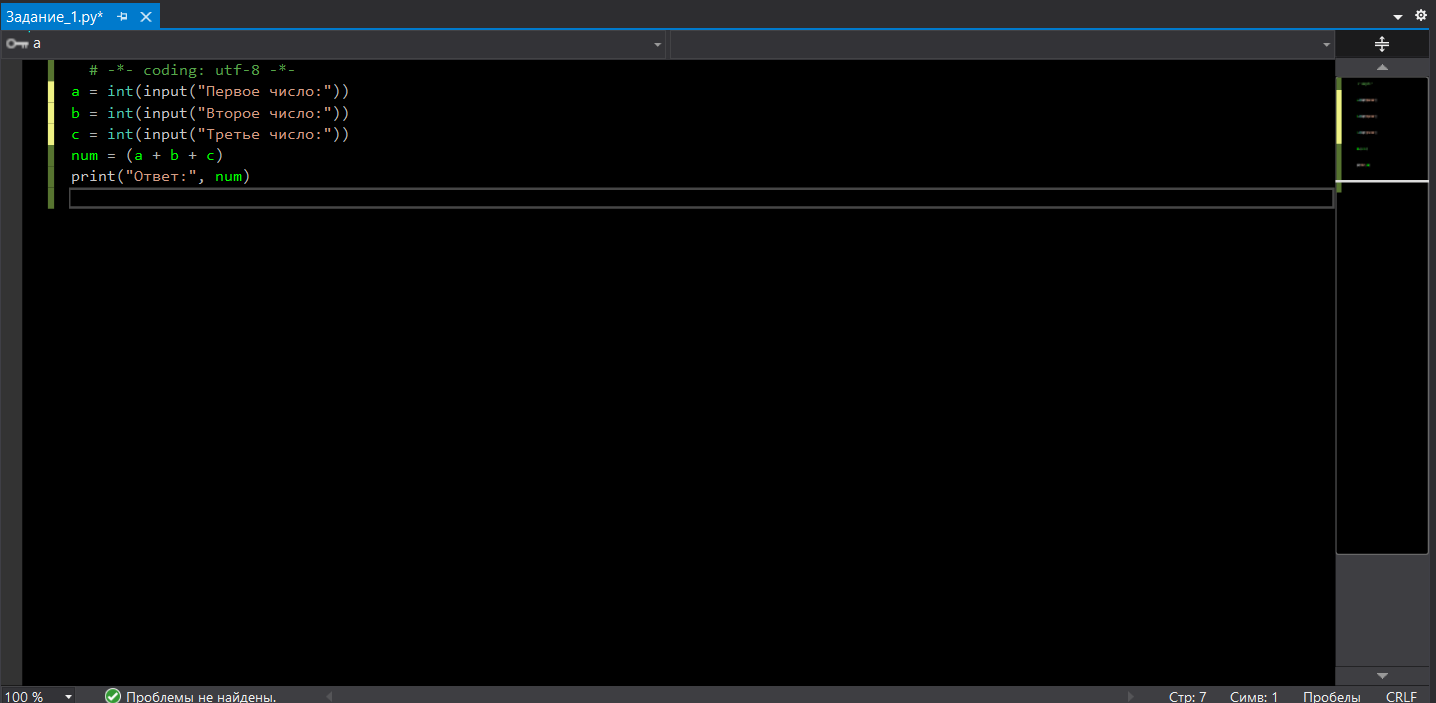 Задание_1.py*
a
# -*- coding: utf-8 -*-
a = int(input("Первое число:"))
b = int(input("Второе число:"))
c = int(input("Третье число:"))
num = (a + b + c)
print("Ответ:", num)
100 % Проблемы не найдены. Стр: 7 Симв: 1 Пробелы CRLF